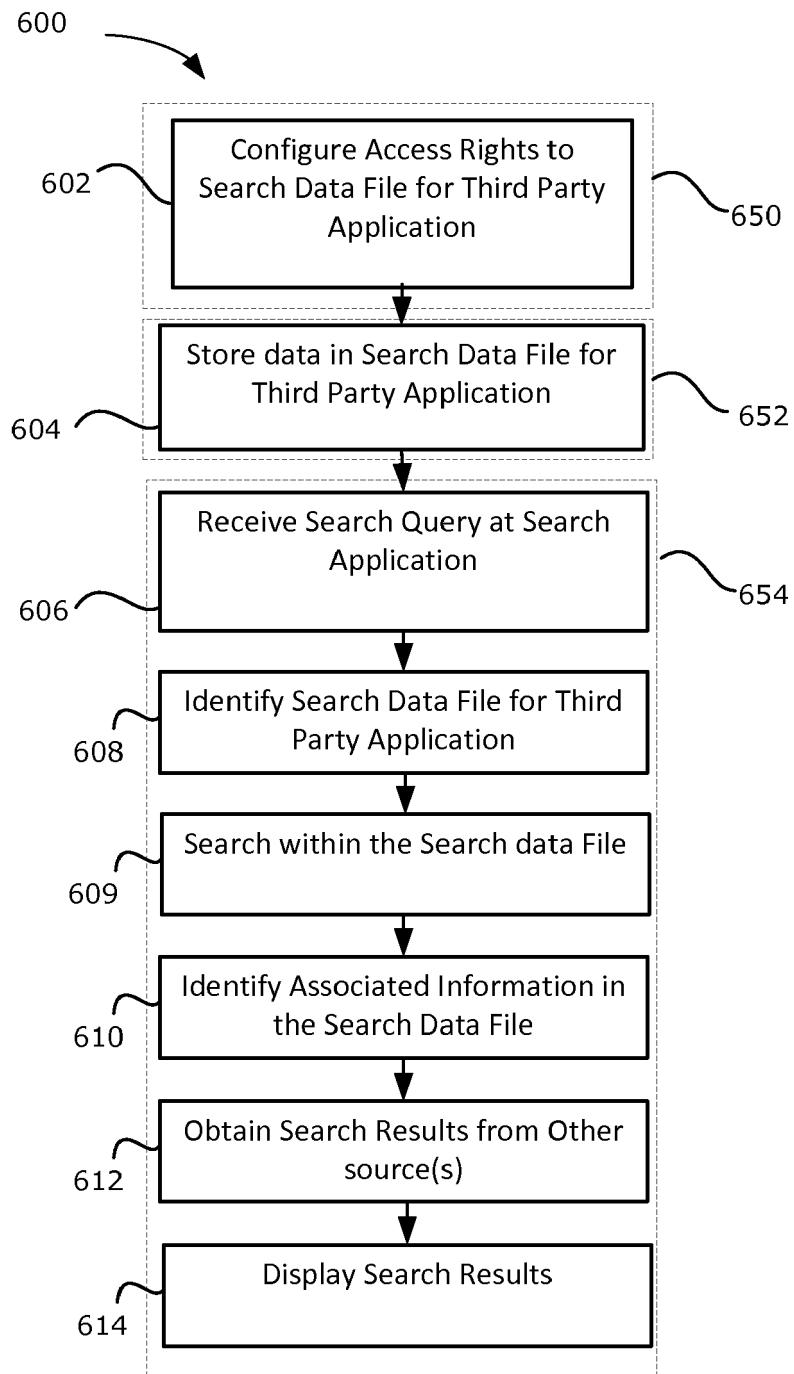 600
Configure Access Rights to
Search Data File for Third Party
Application
602
650
Store data in Search Data File for
Third Party Application
604
652
Receive Search Query at Search
Application
606
654
Identify Search Data File for Third
Party Application
608
Search within the Search data File
609
Identify Associated Information in
the Search Data File
610
Obtain Search Results from Other
source(s)
612
Display Search Results
614